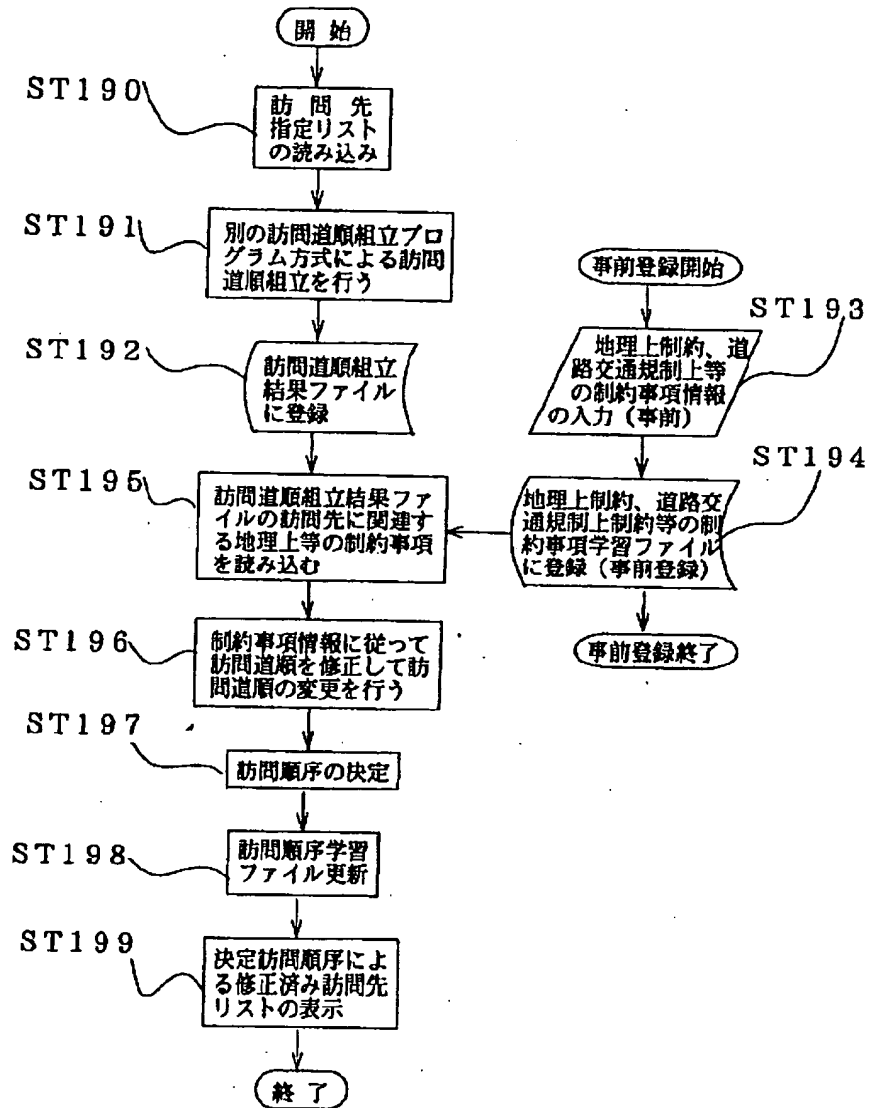 開始
ST190
訪問先
指定リスト
の読み込み
ST191
別の訪問道順組立プロ
グラム方式による訪問
道順組立を行う
ST192
訪問道順組立
結果ファイル
に登録
事前登録開始
ST193
地理上制約、道
路交通規制上等
の制約事項情報
の入力(事前)
ST194
地理上制約、道路交
通規制上制約等の制
約事項学習ファイル
に登録(事前登録)
事前登録終了
ST195
訪問道順組立結果ファ
イルの訪問先に関連す
る地理上等の制約事項
を読み込む
ST196
制約事項情報に従って
訪問道順を修正して訪
問道順の変更を行う
ST197
訪問順序の決定
ST198
訪問順序学習
ファイル更新
ST199
決定訪問順序によ
る修正済み訪問先
リストの表示
終了